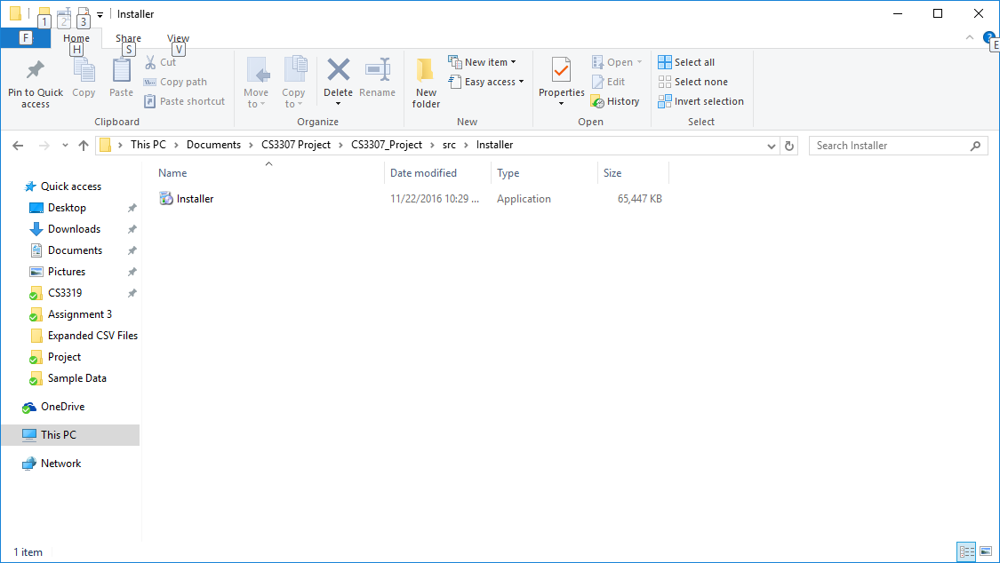 Installer
1 2 3
F Home Share View
H S V E
Pin to Quick access
Copy
Paste
Cut
Copy path
Paste shortcut
Clipboard
Move to
Copy to
Delete
Rename
Organize
New folder
New item
Easy access
New
Properties
Open
Edit
History
Open
Select all
Select none
Invert selection
Select
This PC > Documents > CS3307 Project > CS3307_Project > src > Installer
Search Installer
Name Date modified Type Size
Installer 11/22/2016 10:29 ... Application 65,447 KB
Quick access
Desktop
Downloads
Documents
Pictures
CS3319
Assignment 3
Expanded CSV Files
Project
Sample Data
OneDrive
This PC
Network
1 item